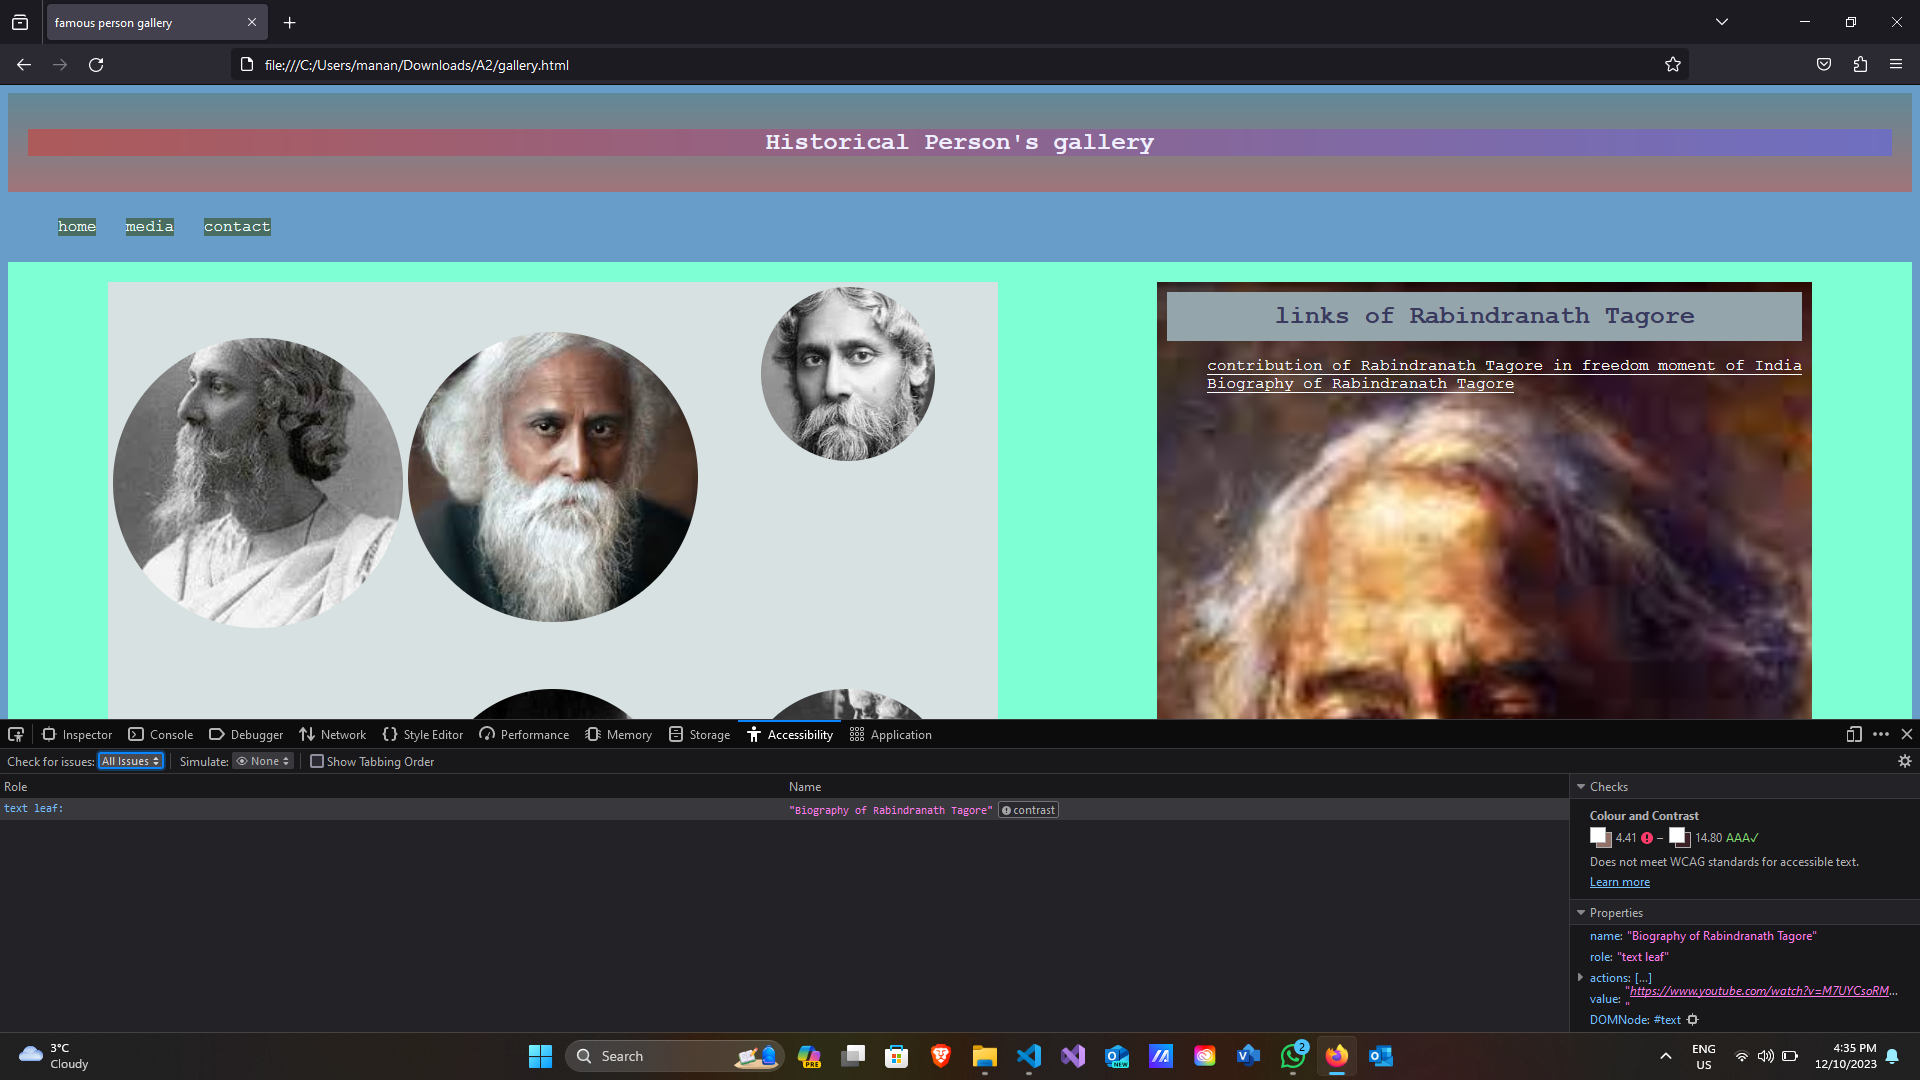 famous person gallery
file:///C:/Users/manan/Downloads/A2/gallery.html
Historical Person's gallery
home media contact
links of Rabindranath Tagore
contribution of Rabindranath Tagore in freedom moment of India
Biography of Rabindranath Tagore
Inspector Console Debugger Network Style Editor Performance Memory Storage Accessibility Application
Check for issues: All Issues Simulate: None Show Tabbing Order
Role Name
text leaf: "Biography of Rabindranath Tagore" contrast
Checks
Colour and Contrast
4.41 – 14.80 AAA✓
Does not meet WCAG standards for accessible text.
Learn more
Properties
name: "Biography of Rabindranath Tagore"
role: "text leaf"
actions: […]
value: "https://www.youtube.com/watch?v=M7UYCsoRM…"
DOMNode: #text
3°C
Cloudy
Search
PRE
NEW
2
ENG
US
4:35 PM
12/10/2023